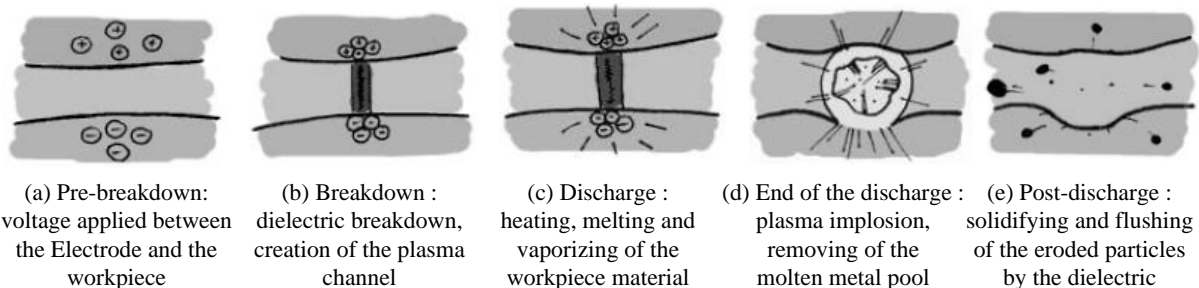 (a) Pre-breakdown:
voltage applied between
the Electrode and the
workpiece
(b) Breakdown :
dielectric breakdown,
creation of the plasma
channel
(c) Discharge :
heating, melting and
vaporizing of the
workpiece material
(d) End of the discharge :
plasma implosion,
removing of the
molten metal pool
(e) Post-discharge :
solidifying and flushing
of the eroded particles
by the dielectric